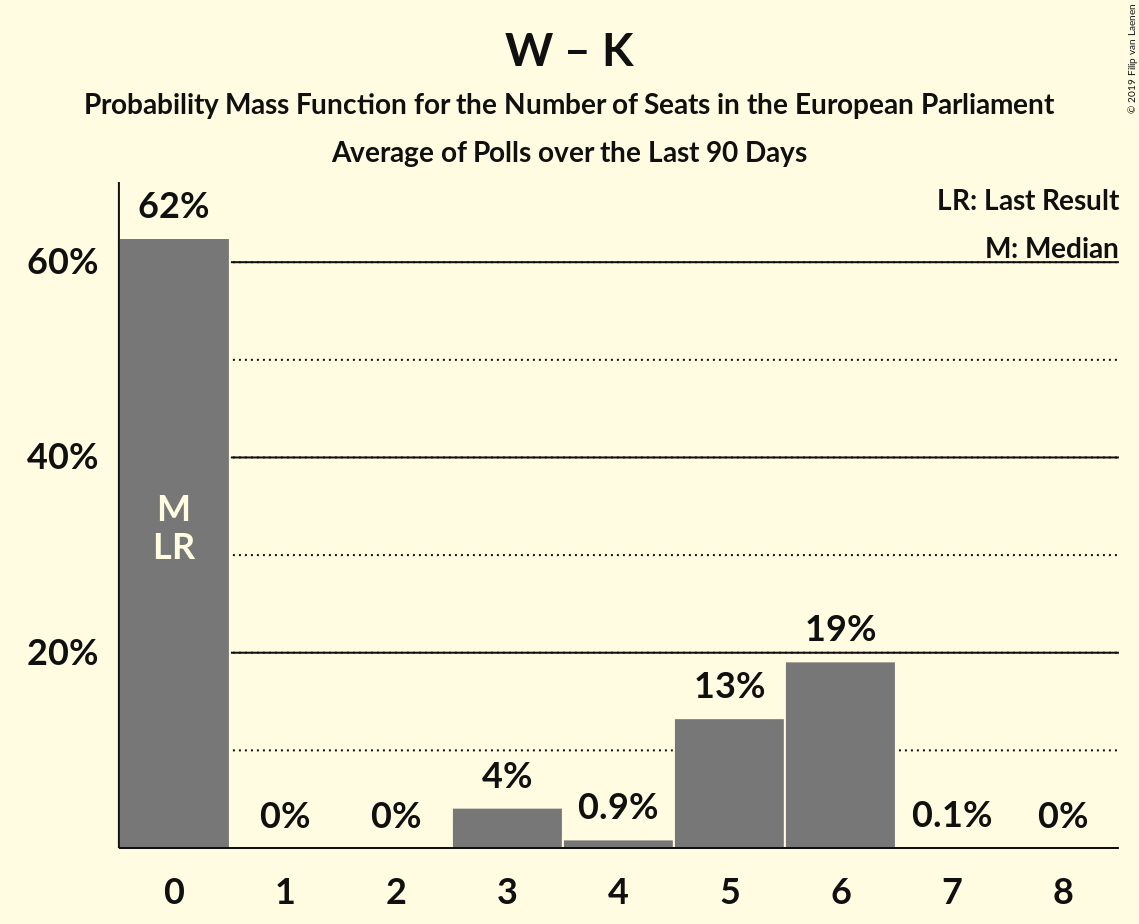 W – K
Probability Mass Function for the Number of Seats in the European Parliament
Average of Polls over the Last 90 Days
© 2019 Filip van Laenen
LR: Last Result
M: Median
62%
60%
40%
20%
M
LR
0%
0%
4%
0.9%
13%
19%
0.1%
0%
0
1
2
3
4
5
6
7
8